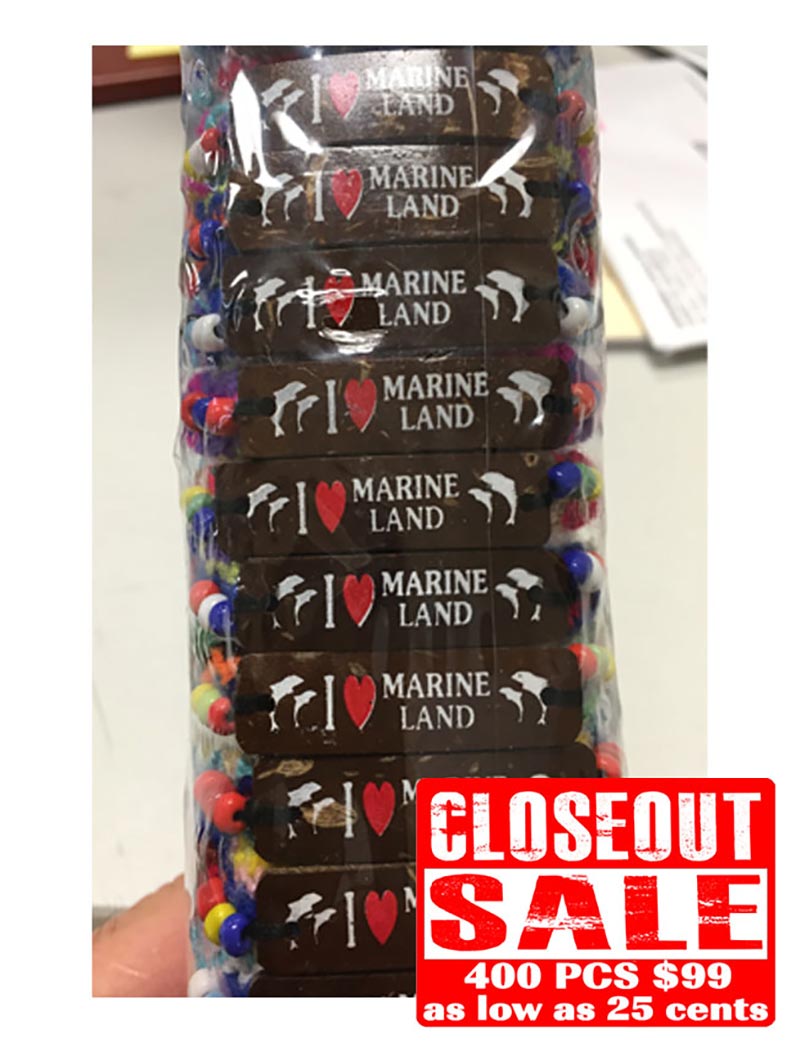 I ♥ MARINE
LAND
I ♥ MARINE
LAND
I ♥ MARINE
LAND
I ♥ MARINE
LAND
I ♥ MARINE
LAND
I ♥ MARINE
LAND
I ♥ MARINE
LAND
I ♥ M
I ♥
CLOSEOUT
SALE
400 PCS $99
as low as 25 cents